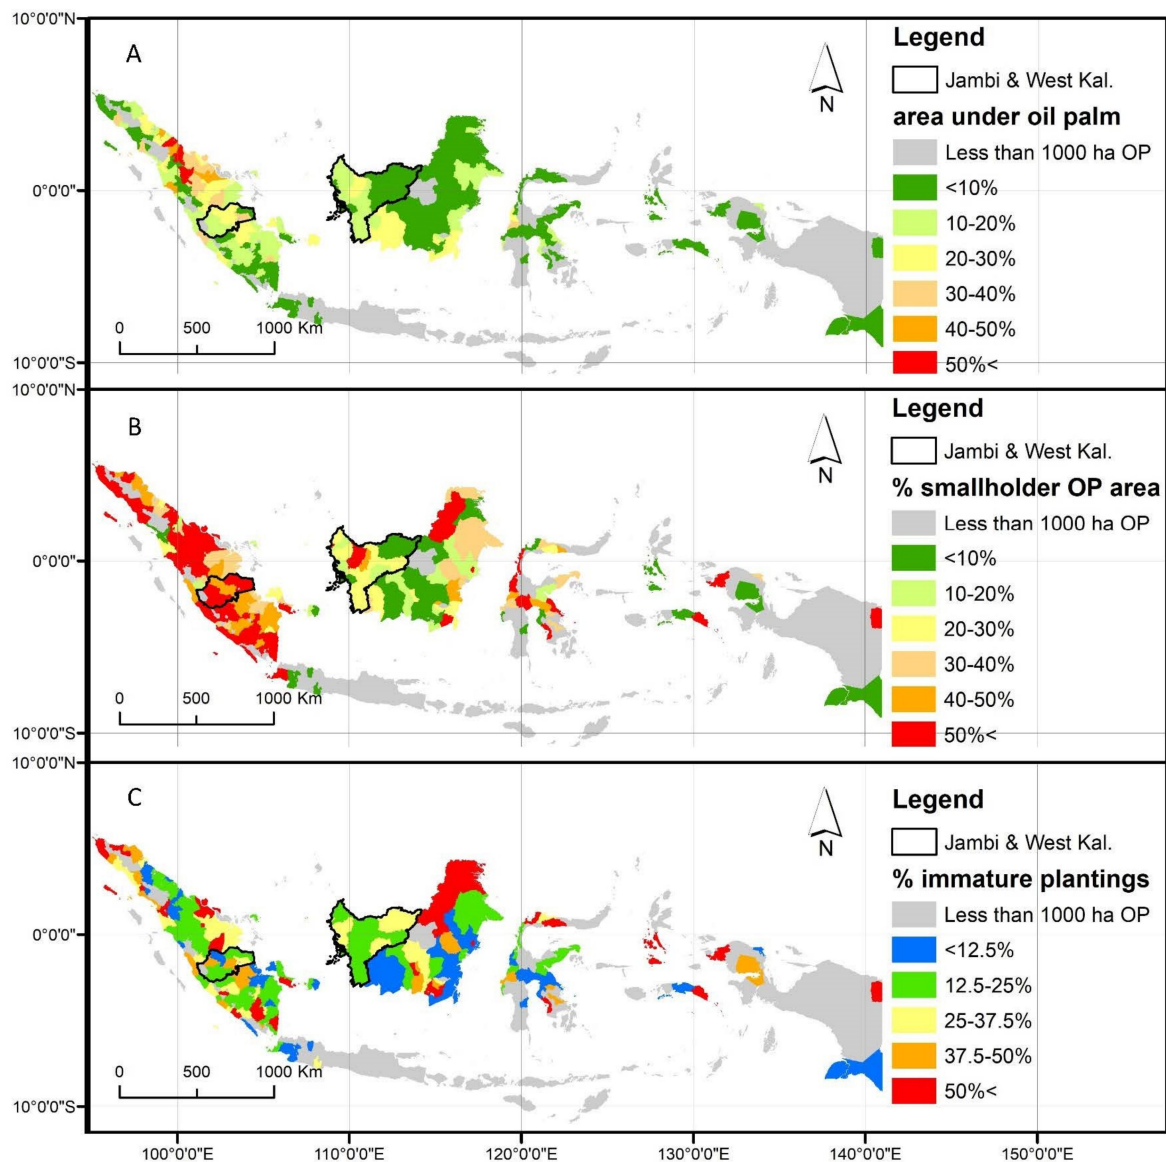 10°0'0"N
A
Legend
Jambi & West Kal.
area under oil palm
Less than 1000 ha OP
<10%
10-20%
20-30%
30-40%
40-50%
50%<
N
0°0'0"
0 500 1000 Km
10°0'0"S
10°0'0"N
B
Legend
Jambi & West Kal.
% smallholder OP area
Less than 1000 ha OP
<10%
10-20%
20-30%
30-40%
40-50%
50%<
N
0°0'0"
0 500 1000 Km
10°0'0"S
10°0'0"N
C
Legend
Jambi & West Kal.
% immature plantings
Less than 1000 ha OP
<12.5%
12.5-25%
25-37.5%
37.5-50%
50%<
N
0°0'0"
0 500 1000 Km
10°0'0"S
100°0'0"E 110°0'0"E 120°0'0"E 130°0'0"E 140°0'0"E 150°0'0"E